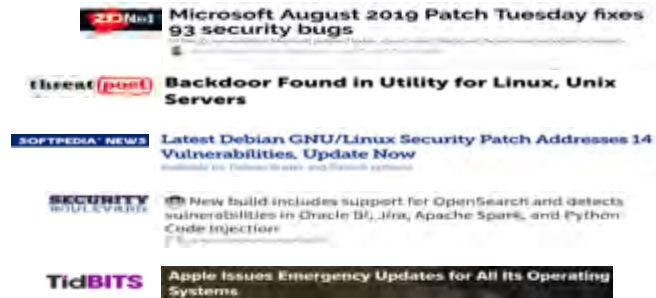 ZDNet
Microsoft August 2019 Patch Tuesday fixes
93 security bugs
threat post
Backdoor Found in Utility for Linux, Unix
Servers
SOFTPEDIA® NEWS
Latest Debian GNU/Linux Security Patch Addresses 14
Vulnerabilities, Update Now
SECURITY
BOULEVARD
New build includes support for OpenSearch and detects
vulnerabilities in Oracle BI, Jira, Apache Spark, and Python
Code Injection
TidBITS
Apple Issues Emergency Updates for All Its Operating
Systems